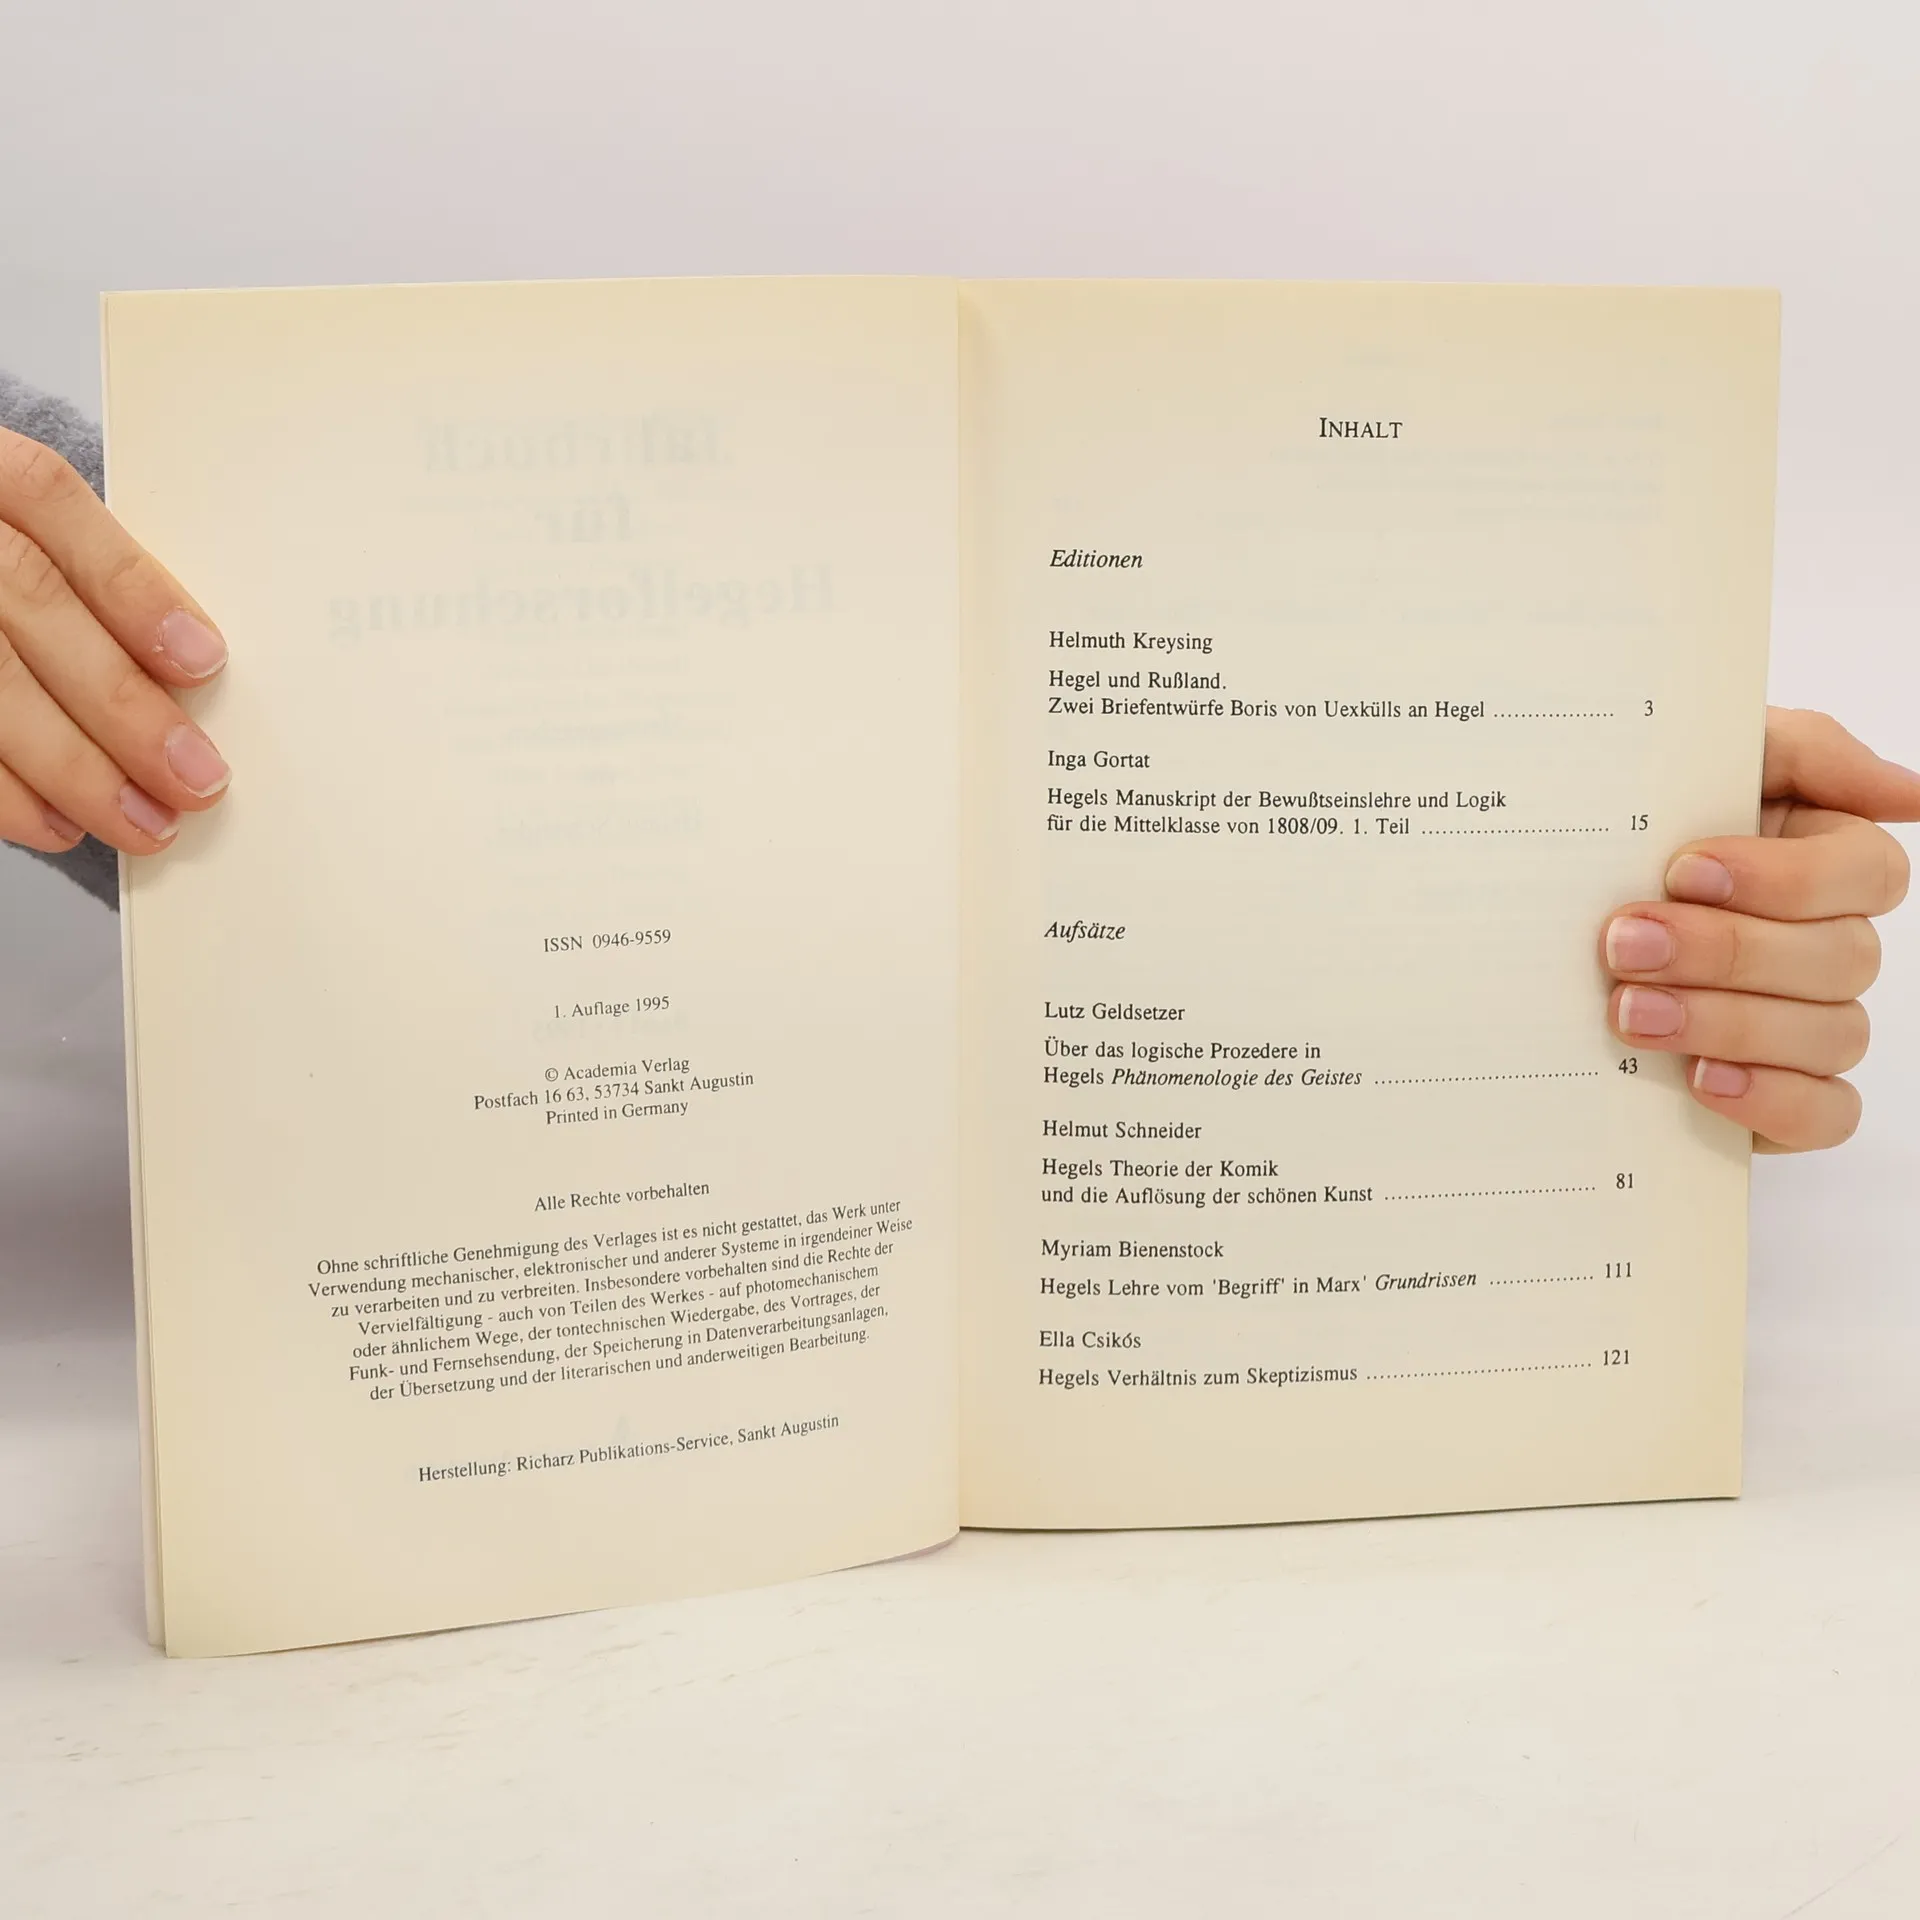 ISSN 0946-9559
1. Auflage 1995
© Academia Verlag
Postfach 16 63, 53734 Sankt Augustin
Printed in Germany
Alle Rechte vorbehalten
Ohne schriftliche Genehmigung des Verlages ist es nicht gestattet, das Werk unter
Verwendung mechanischer, elektronischer und anderer Systeme in irgendeiner Weise
zu verarbeiten und zu verbreiten. Insbesondere vorbehalten sind die Rechte der
Vervielfältigung - auch von Teilen des Werkes - auf photomechanischem
oder ähnlichem Wege, der tontechnischen Wiedergabe, des Vortrages, der
Funk- und Fernsehsendung, der Speicherung in Datenverarbeitungsanlagen,
der Übersetzung und der literarischen und anderweitigen Bearbeitung.
Herstellung: Richarz Publikations-Service, Sankt Augustin
INHALT
Editionen
Helmuth Kreysing
Hegel und Rußland.
Zwei Briefentwürfe Boris von Uexkülls an Hegel .................. 3
Inga Gortat
Hegels Manuskript der Bewußtseinslehre und Logik
für die Mittelklasse von 1808/09. 1. Teil ............................ 15
Aufsätze
Lutz Geldsetzer
Über das logische Prozedere in
Hegels Phänomenologie des Geistes .................................. 43
Helmut Schneider
Hegels Theorie der Komik
und die Auflösung der schönen Kunst ................................ 81
Myriam Bienenstock
Hegels Lehre vom 'Begriff' in Marx' Grundrissen ................ 111
Ella Csikós
Hegels Verhältnis zum Skeptizismus .................................. 121